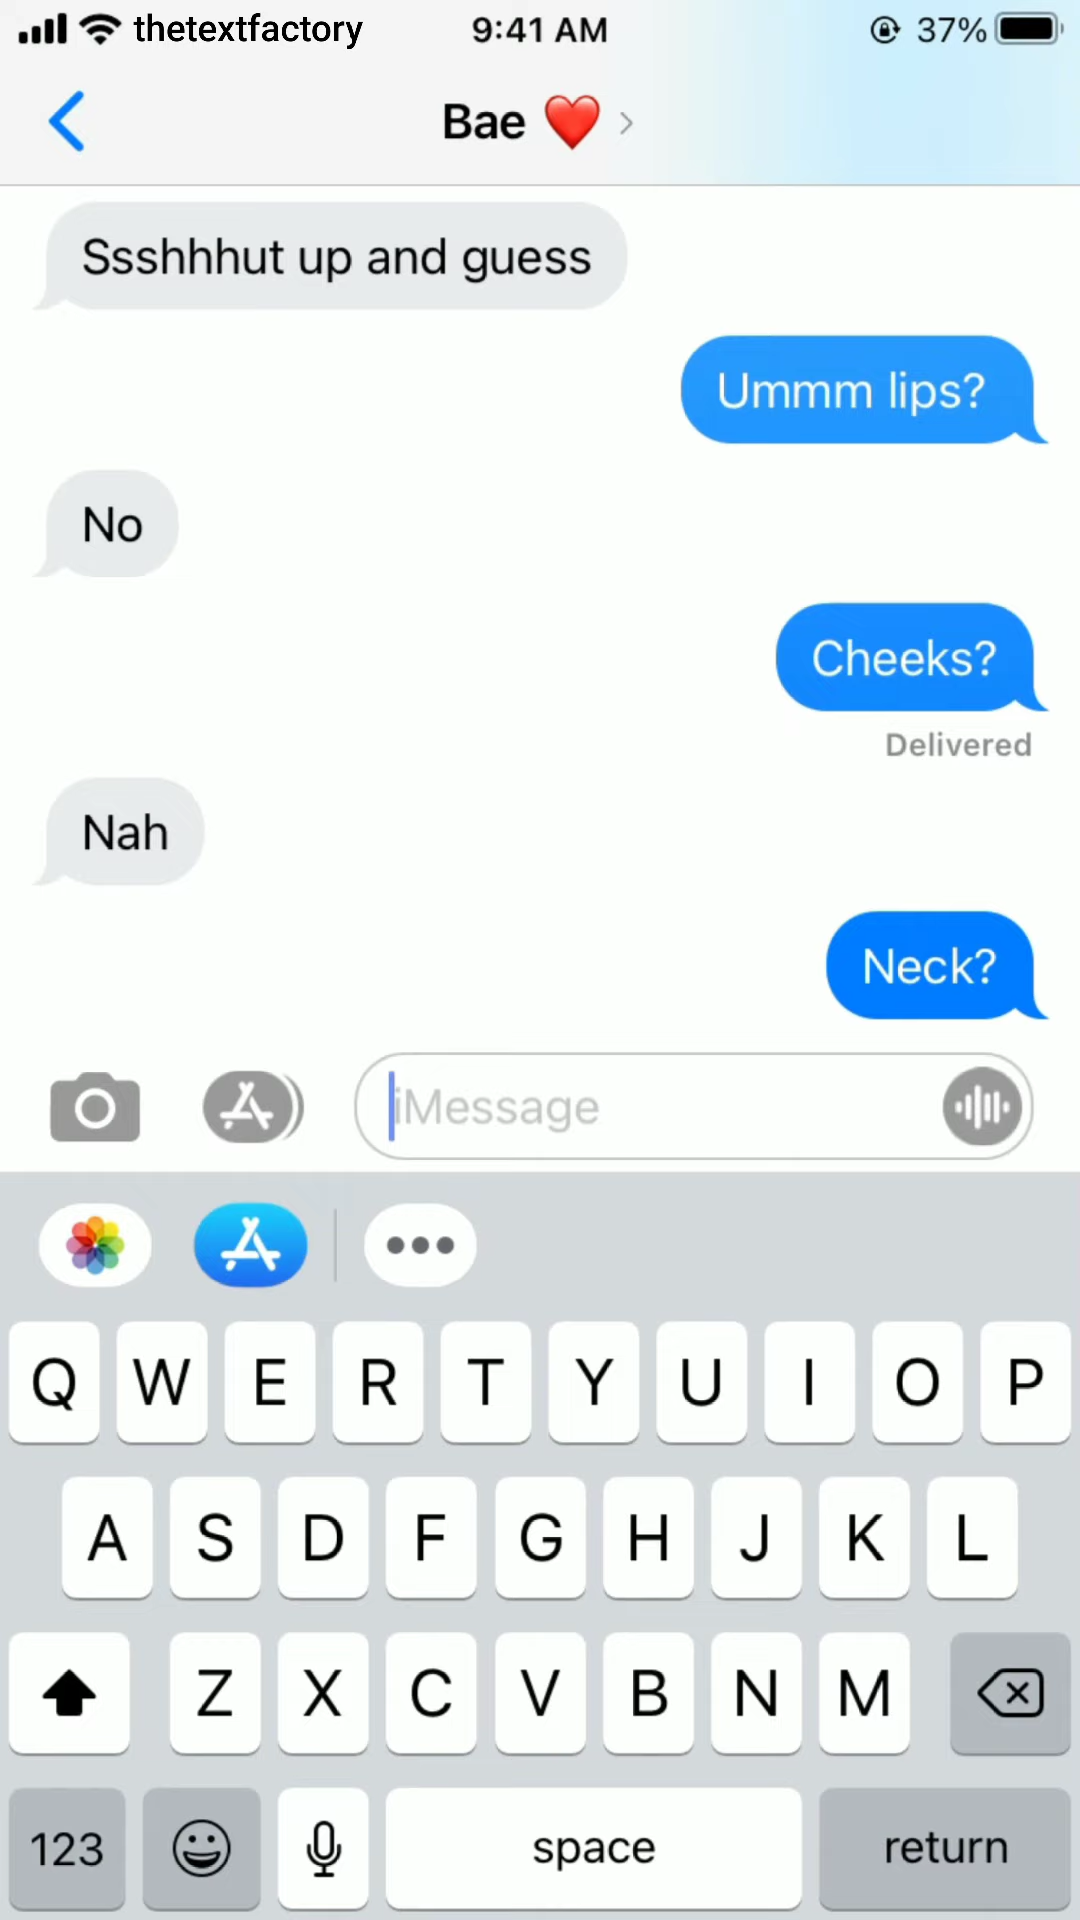 thetextfactory 9:41 AM 37%
Bae ❤️
Ssshhhut up and guess
Ummm lips?
No
Cheeks?
Delivered
Nah
Neck?
iMessage
Q W E R T Y U I O P
A S D F G H J K L
Z X C V B N M
123 space return